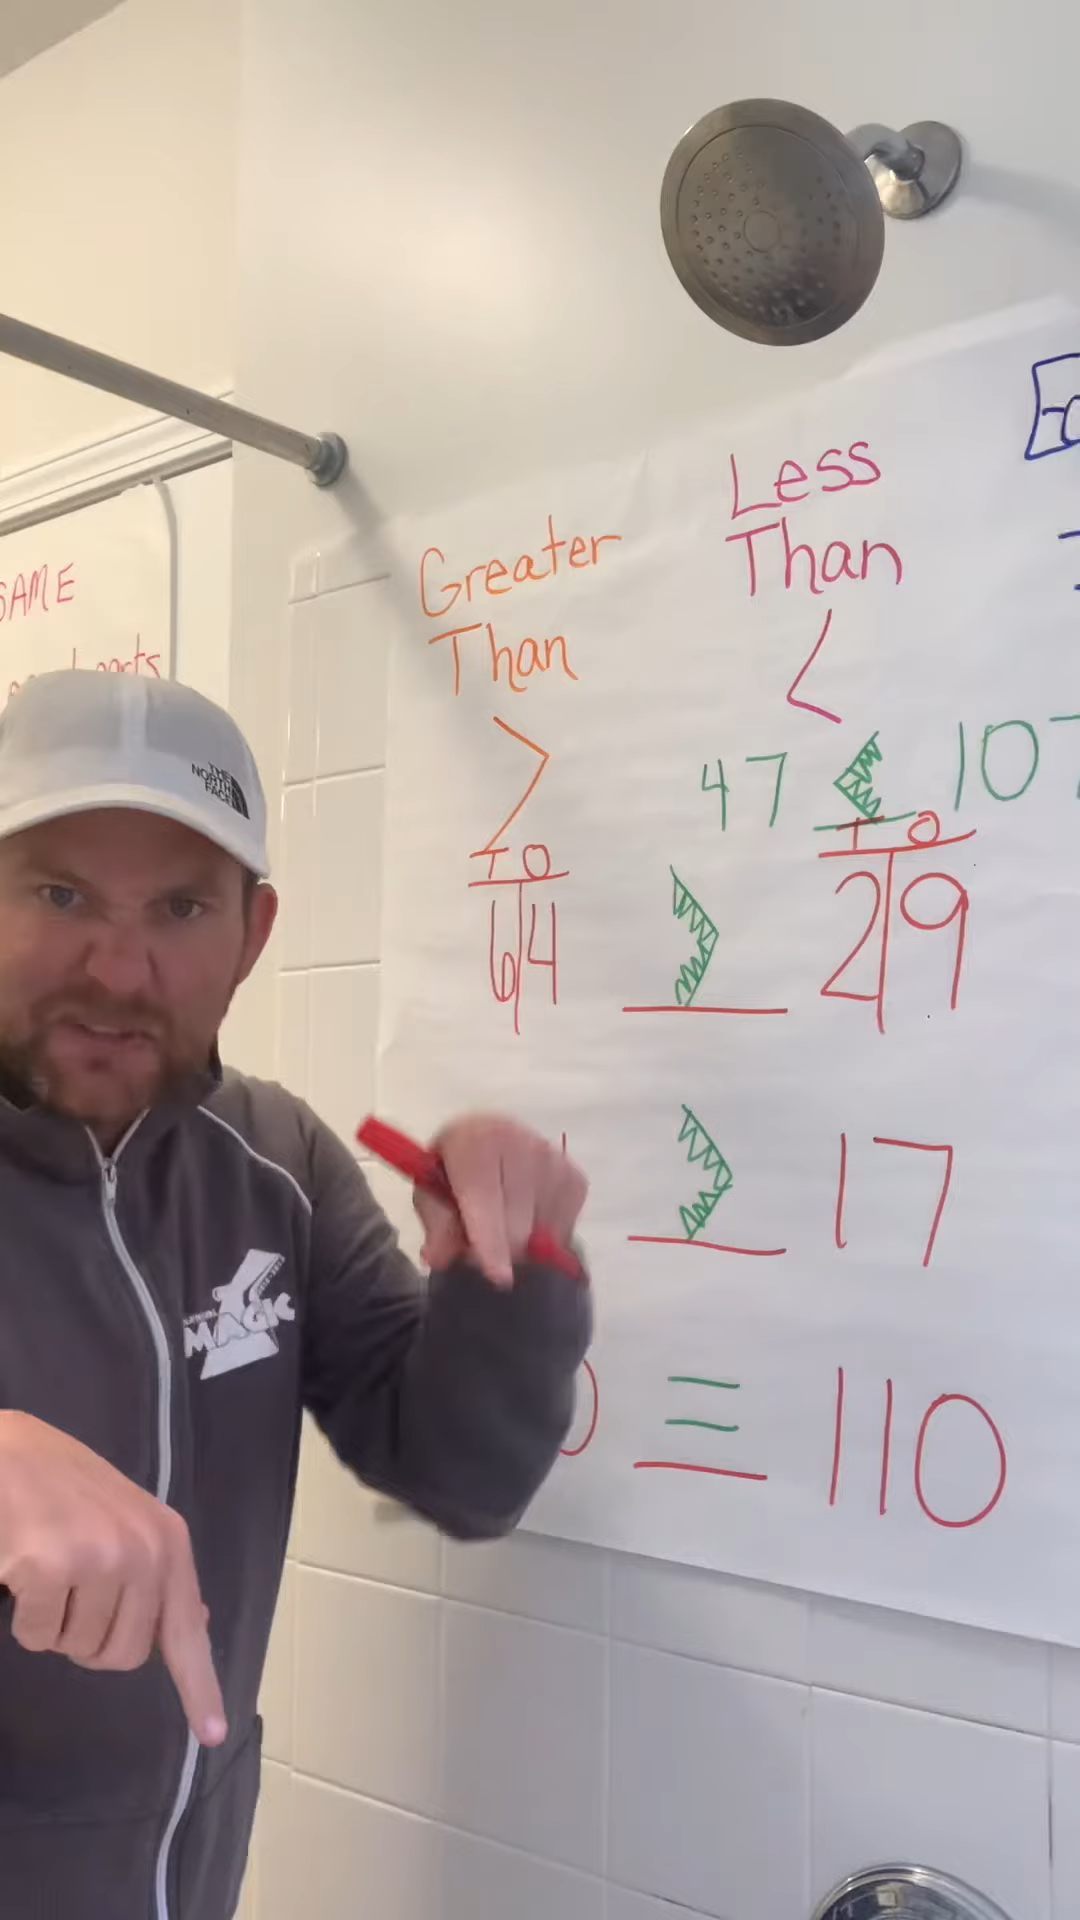 Greater
Than
>
Less
Than
<
47 < 107
T O
64 > T O
29
> 17
= 110
SAME
THE
NORTH
FACE
MAGIC